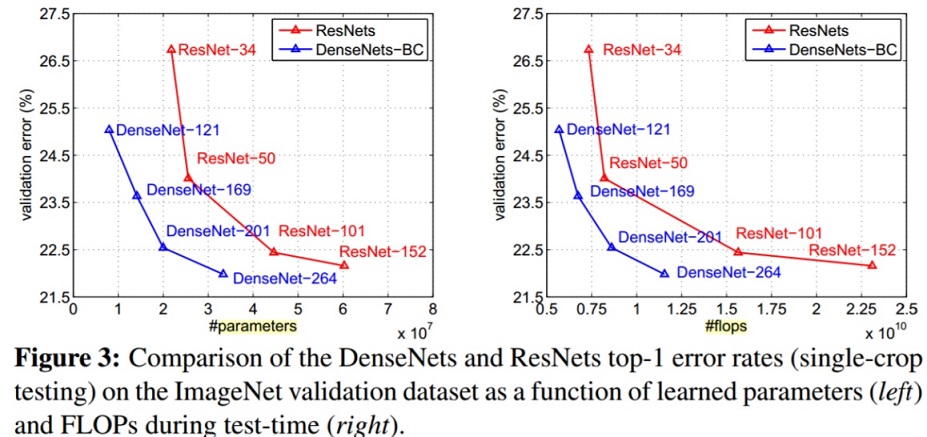 27.5
26.5
25.5
24.5
23.5
22.5
21.5
validation error (%)
ResNets
DenseNets−BC
ResNet−34
DenseNet−121
ResNet−50
DenseNet−169
DenseNet−201
ResNet−101
ResNet−152
DenseNet−264
0 1 2 3 4 5 6 7 8
#parameters
x 10^7
27.5
26.5
25.5
24.5
23.5
22.5
21.5
validation error (%)
ResNets
DenseNets−BC
ResNet−34
DenseNet−121
ResNet−50
DenseNet−169
DenseNet−201
ResNet−101
ResNet−152
DenseNet−264
0.5 0.75 1 1.25 1.5 1.75 2 2.25 2.5
#flops
x 10^10
Figure 3: Comparison of the DenseNets and ResNets top-1 error rates (single-crop
testing) on the ImageNet validation dataset as a function of learned parameters (left)
and FLOPs during test-time (right).